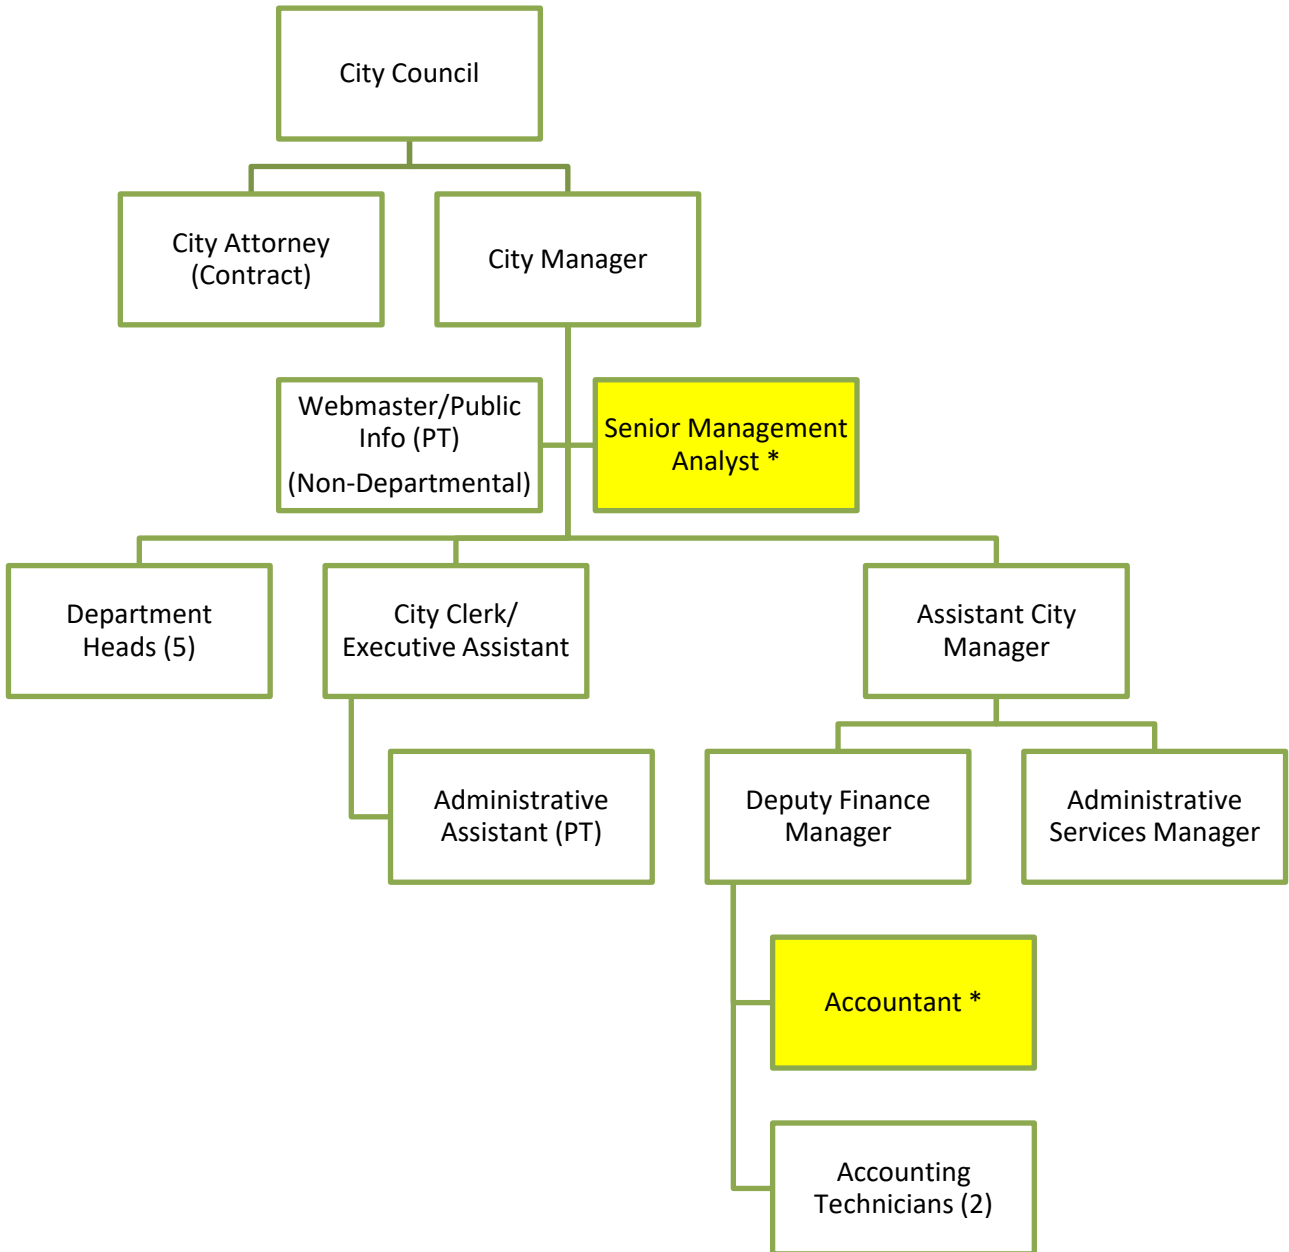 City Council
City Attorney
(Contract)
City Manager
Webmaster/Public
Info (PT)
(Non-Departmental)
Senior Management
Analyst *
Department
Heads (5)
City Clerk/
Executive Assistant
Assistant City
Manager
Administrative
Assistant (PT)
Deputy Finance
Manager
Administrative
Services Manager
Accountant *
Accounting
Technicians (2)